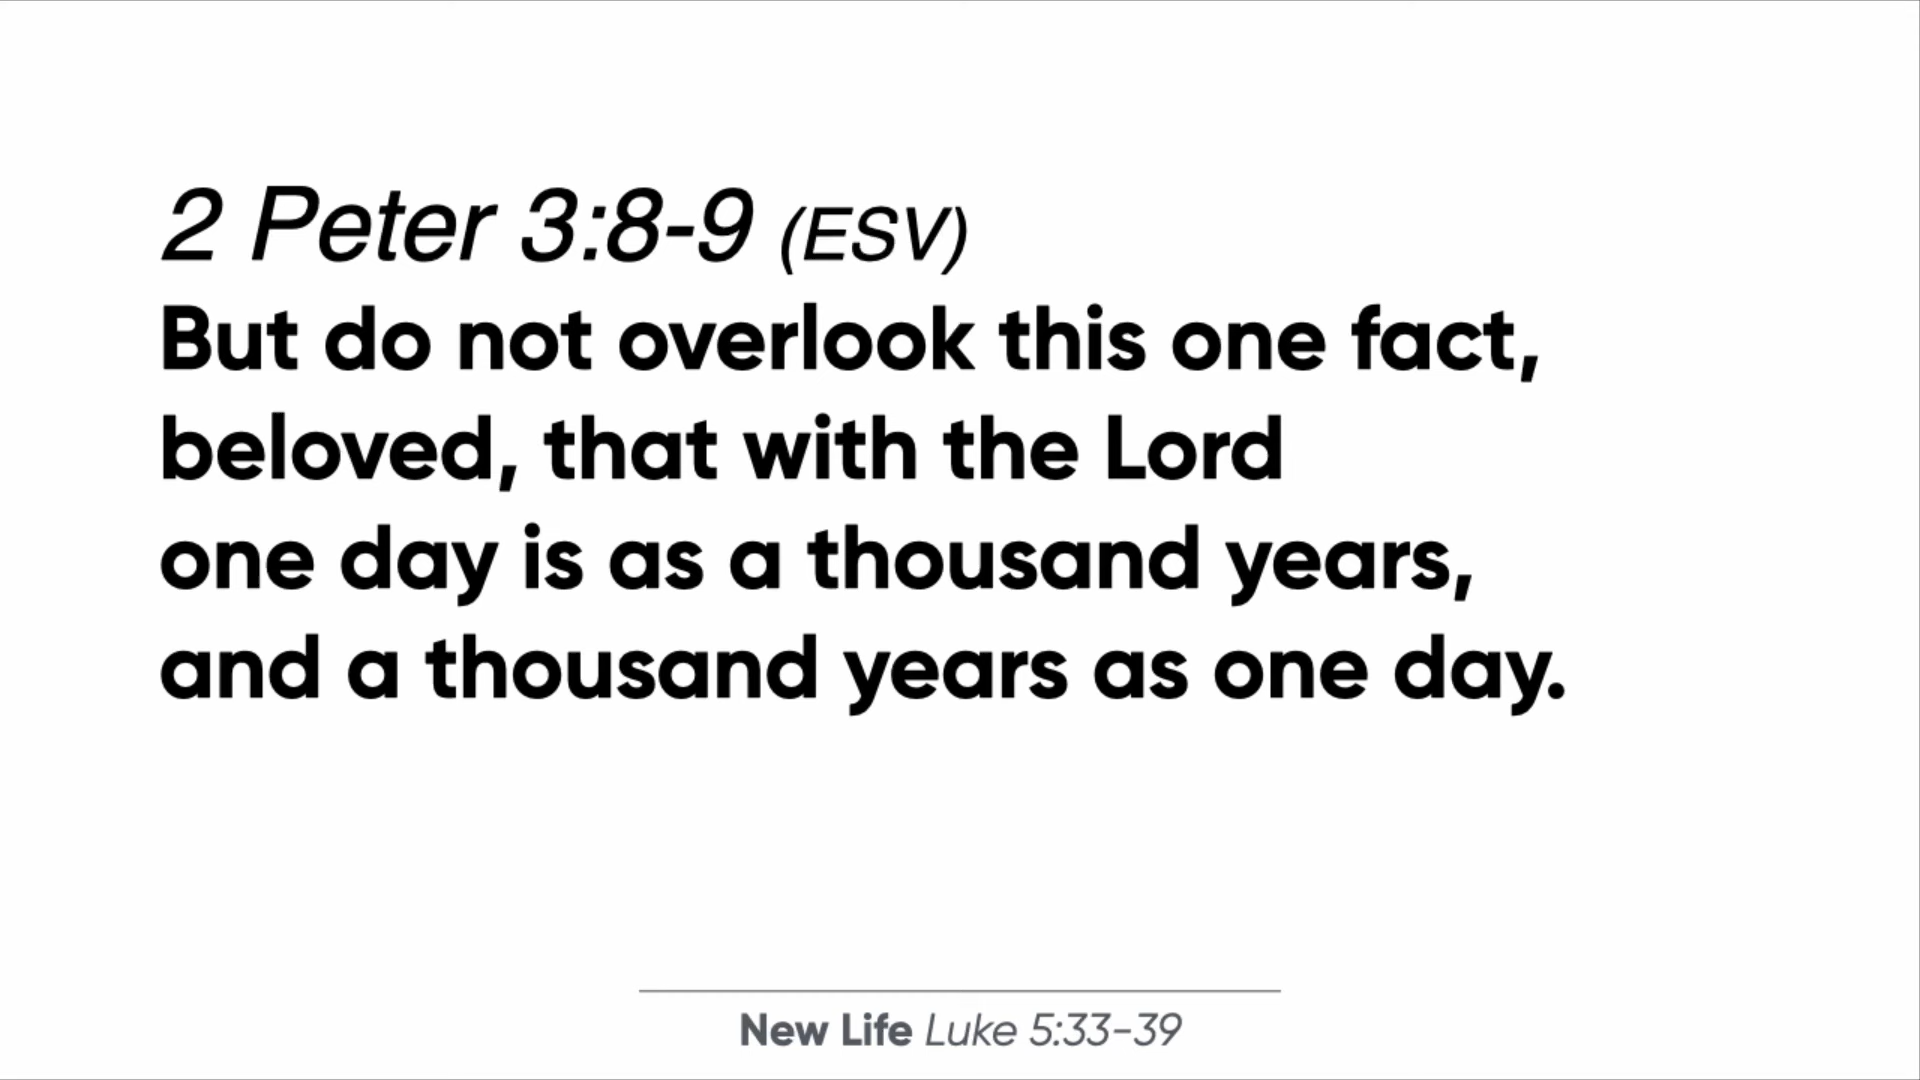 2 Peter 3:8-9 (ESV)
But do not overlook this one fact,
beloved, that with the Lord
one day is as a thousand years,
and a thousand years as one day.
New Life Luke 5:33–39